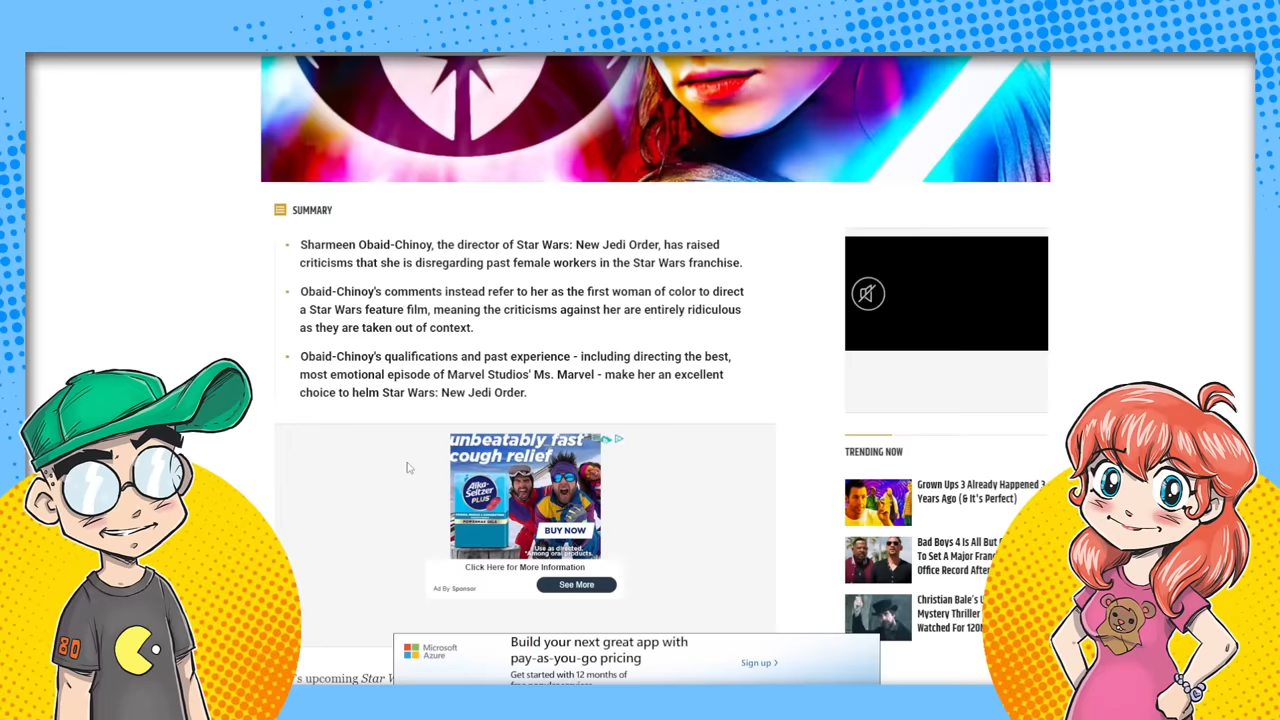 SUMMARY
Sharmeen Obaid-Chinoy, the director of Star Wars: New Jedi Order, has raised
criticisms that she is disregarding past female workers in the Star Wars franchise.
Obaid-Chinoy's comments instead refer to her as the first woman of color to direct
a Star Wars feature film, meaning the criticisms against her are entirely ridiculous
as they are taken out of context.
Obaid-Chinoy's qualifications and past experience - including directing the best,
most emotional episode of Marvel Studios' Ms. Marvel - make her an excellent
choice to helm Star Wars: New Jedi Order.
unbeatably fast
cough relief
Alka-
Seltzer
PLUS
BUY NOW
Use as directed.
*Among oral products.
Click Here for More Information
Ad By Sponsor
See More
TRENDING NOW
Grown Ups 3 Already Happened 3
Years Ago (& It's Perfect)
Bad Boys 4 Is All But
To Set A Major
Office Record
Christian Bale's
Mystery Thriller
Watched For
Microsoft
Azure
Build your next great app with
pay-as-you-go pricing
Get started with 12 months of
Sign up
's upcoming Star
80